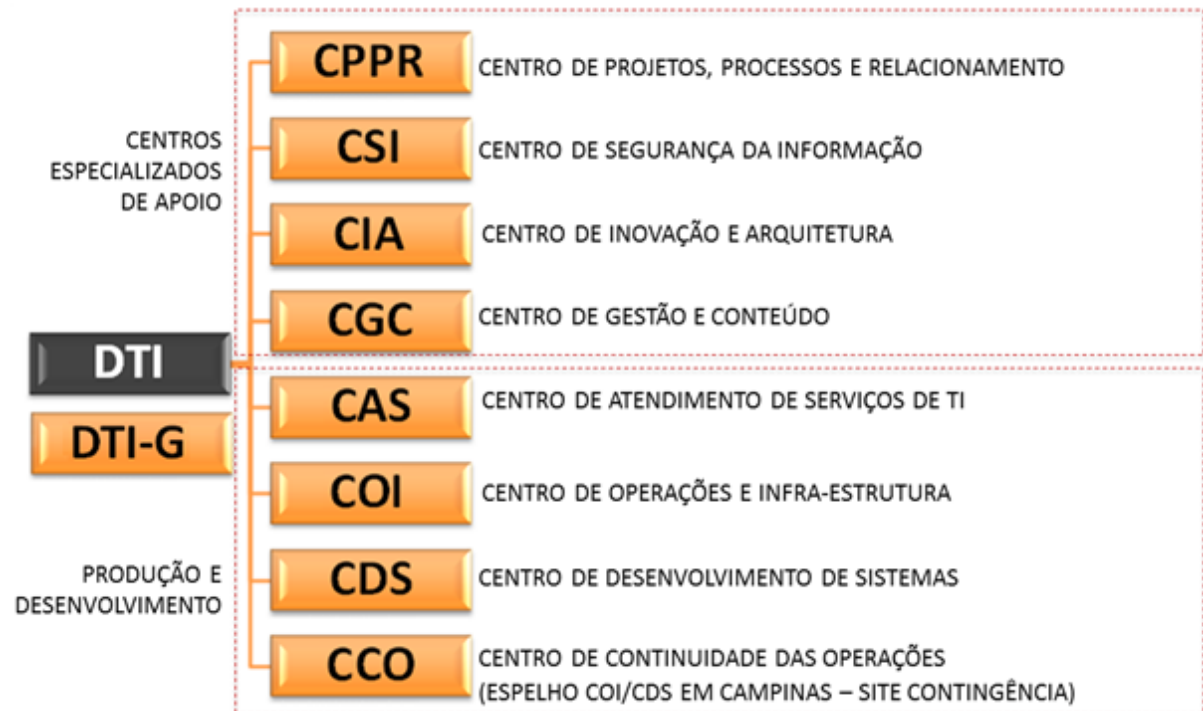 CENTROS
ESPECIALIZADOS
DE APOIO
CPPR CENTRO DE PROJETOS, PROCESSOS E RELACIONAMENTO
CSI CENTRO DE SEGURANÇA DA INFORMAÇÃO
CIA CENTRO DE INOVAÇÃO E ARQUITETURA
CGC CENTRO DE GESTÃO E CONTEÚDO
DTI
DTI-G
PRODUÇÃO E
DESENVOLVIMENTO
CAS CENTRO DE ATENDIMENTO DE SERVIÇOS DE TI
COI CENTRO DE OPERAÇÕES E INFRA-ESTRUTURA
CDS CENTRO DE DESENVOLVIMENTO DE SISTEMAS
CCO CENTRO DE CONTINUIDADE DAS OPERAÇÕES
(ESPELHO COI/CDS EM CAMPINAS – SITE CONTINGÊNCIA)